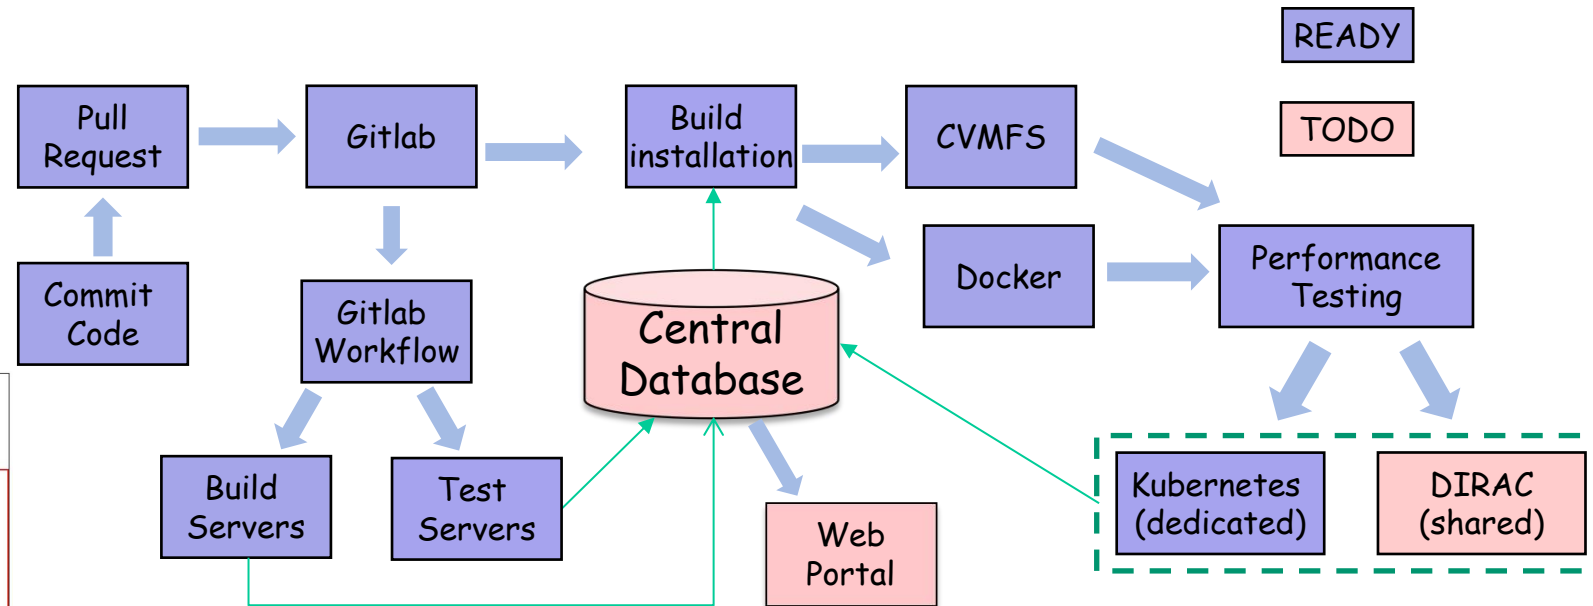 READY
TODO
Pull
Request
Gitlab
Build
installation
CVMFS
Commit
Code
Gitlab
Workflow
Central
Database
Docker
Performance
Testing
Build
Servers
Test
Servers
Web
Portal
Kubernetes
(dedicated)
DIRAC
(shared)